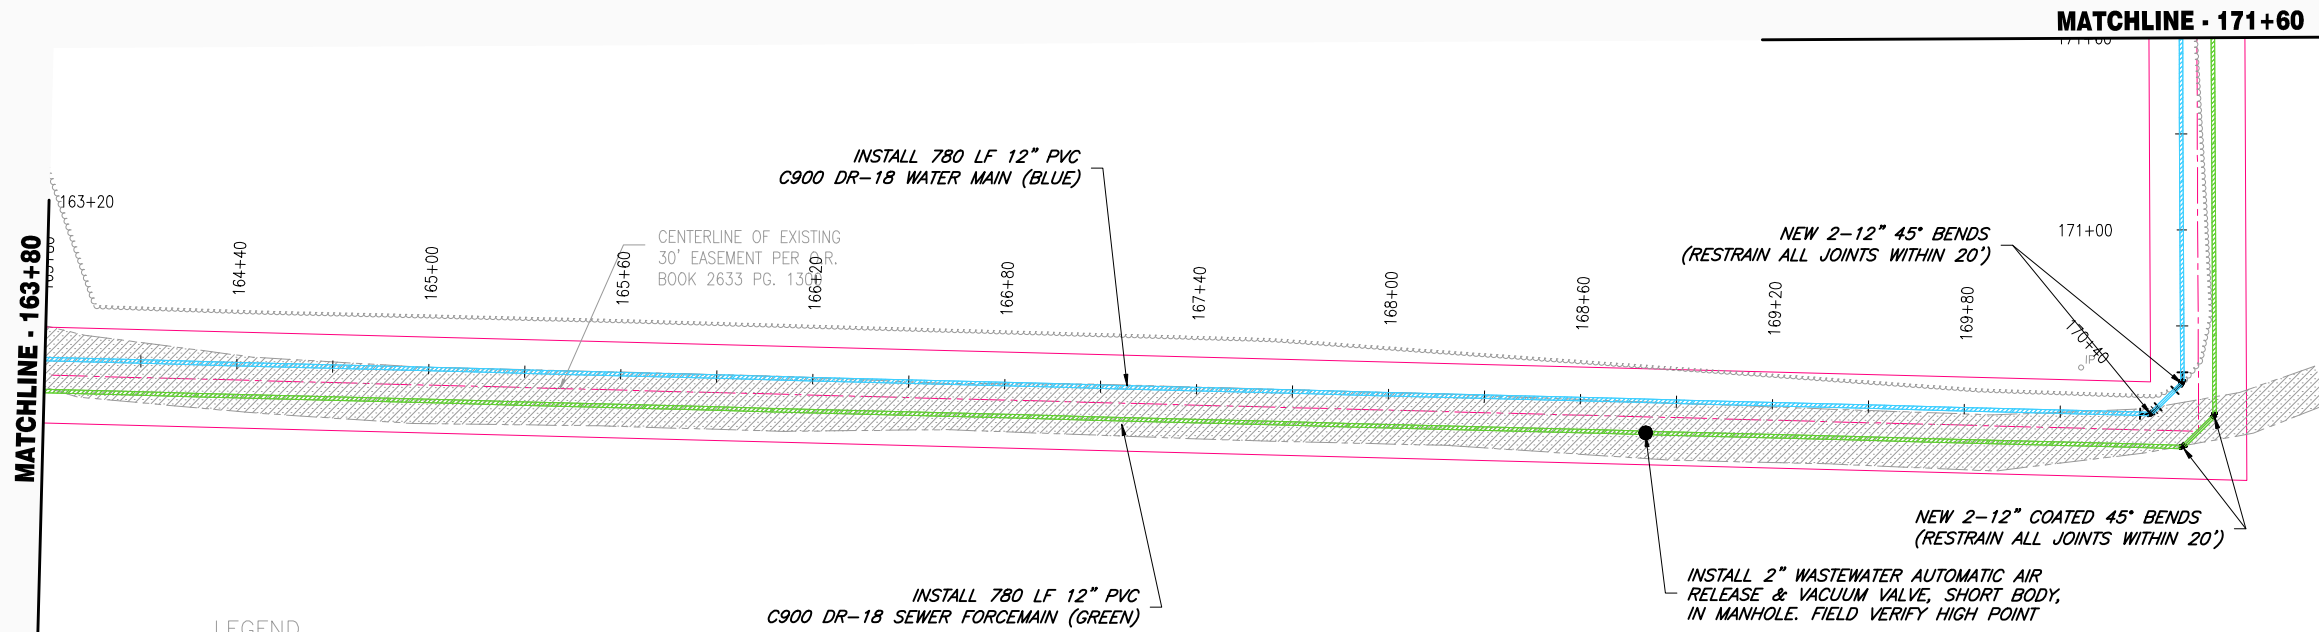 MATCHLINE - 171+60
171+60
163+20
MATCHLINE - 163+80
164+40
165+00
165+60
166+20
166+80
167+40
168+00
168+60
169+20
169+80
170+40
171+00
IP
INSTALL 780 LF 12" PVC
C900 DR-18 WATER MAIN (BLUE)
CENTERLINE OF EXISTING
30' EASEMENT PER O.R.
BOOK 2633 PG. 1300
NEW 2-12" 45° BENDS
(RESTRAIN ALL JOINTS WITHIN 20')
NEW 2-12" COATED 45° BENDS
(RESTRAIN ALL JOINTS WITHIN 20')
INSTALL 2" WASTEWATER AUTOMATIC AIR
RELEASE & VACUUM VALVE, SHORT BODY,
IN MANHOLE. FIELD VERIFY HIGH POINT
INSTALL 780 LF 12" PVC
C900 DR-18 SEWER FORCEMAIN (GREEN)
LEGEND